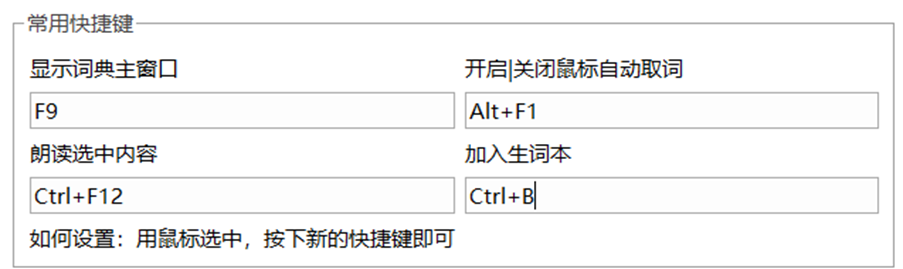 常用快捷键
显示词典主窗口
开启|关闭鼠标自动取词
F9
Alt+F1
朗读选中内容
加入生词本
Ctrl+F12
Ctrl+B
如何设置：用鼠标选中，按下新的快捷键即可